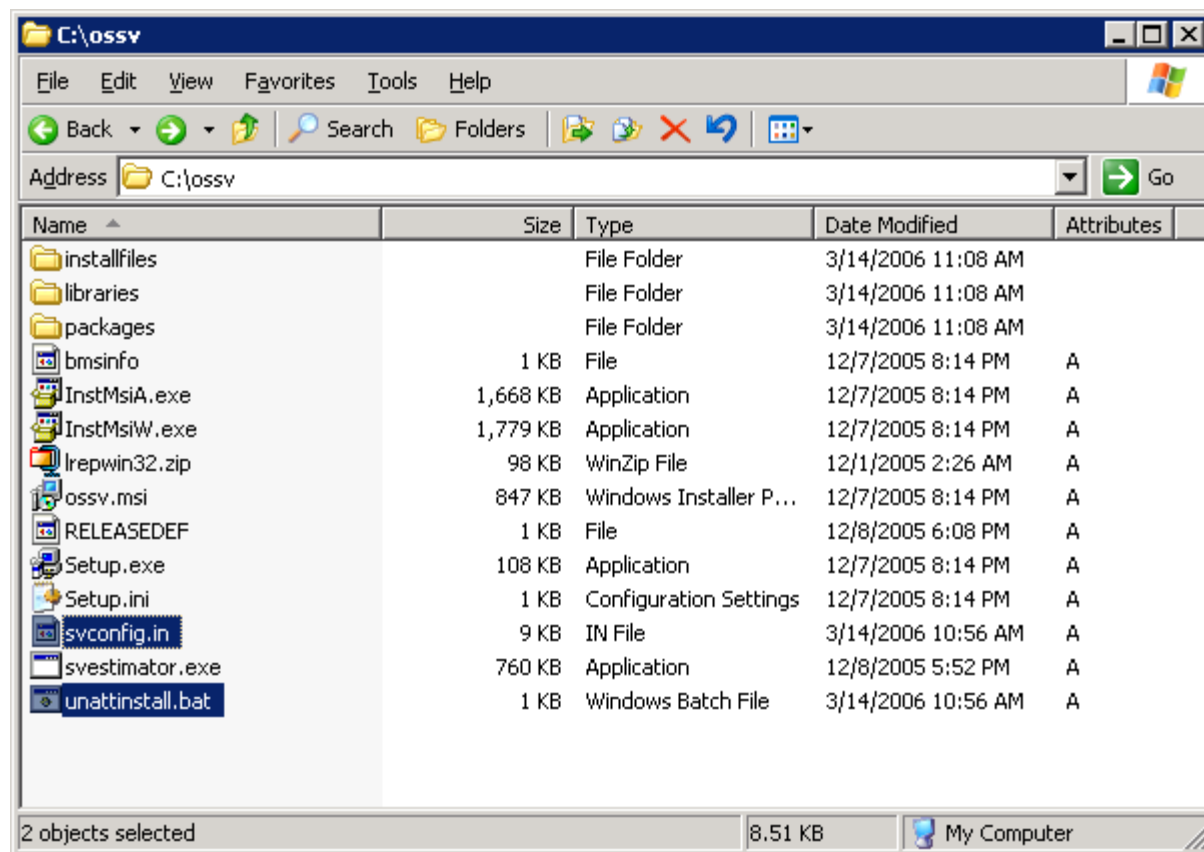 C:\ossv
File Edit View Favorites Tools Help
Back Search Folders
Address C:\ossv Go
Name Size Type Date Modified Attributes
installfiles File Folder 3/14/2006 11:08 AM
libraries File Folder 3/14/2006 11:08 AM
packages File Folder 3/14/2006 11:08 AM
bmsinfo 1 KB File 12/7/2005 8:14 PM A
InstMsiA.exe 1,668 KB Application 12/7/2005 8:14 PM A
InstMsiW.exe 1,779 KB Application 12/7/2005 8:14 PM A
lrepwin32.zip 98 KB WinZip File 12/1/2005 2:26 AM A
ossv.msi 847 KB Windows Installer P... 12/7/2005 8:14 PM A
RELEASEDEF 1 KB File 12/8/2005 6:08 PM A
Setup.exe 108 KB Application 12/7/2005 8:14 PM A
Setup.ini 1 KB Configuration Settings 12/7/2005 8:14 PM A
svconfig.in 9 KB IN File 3/14/2006 10:56 AM A
svestimator.exe 760 KB Application 12/8/2005 5:52 PM A
unattinstall.bat 1 KB Windows Batch File 3/14/2006 10:56 AM A
2 objects selected 8.51 KB My Computer